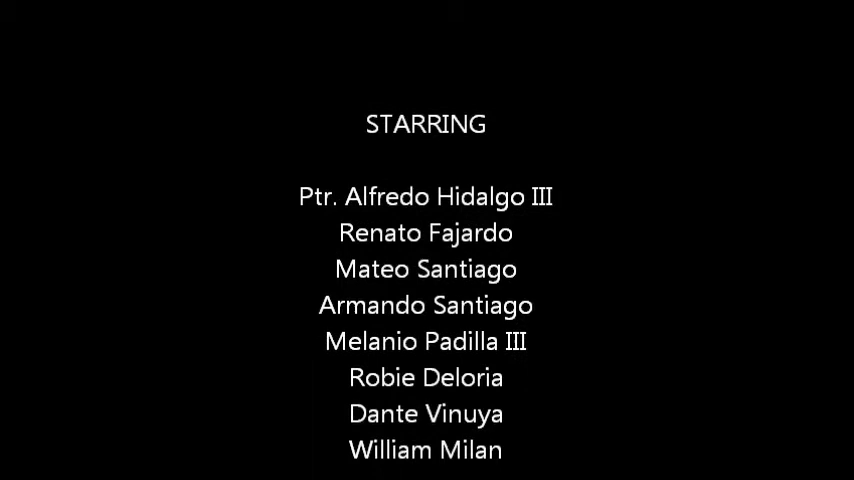 STARRING
Ptr. Alfredo Hidalgo III
Renato Fajardo
Mateo Santiago
Armando Santiago
Melanio Padilla III
Robie Deloria
Dante Vinuya
William Milan